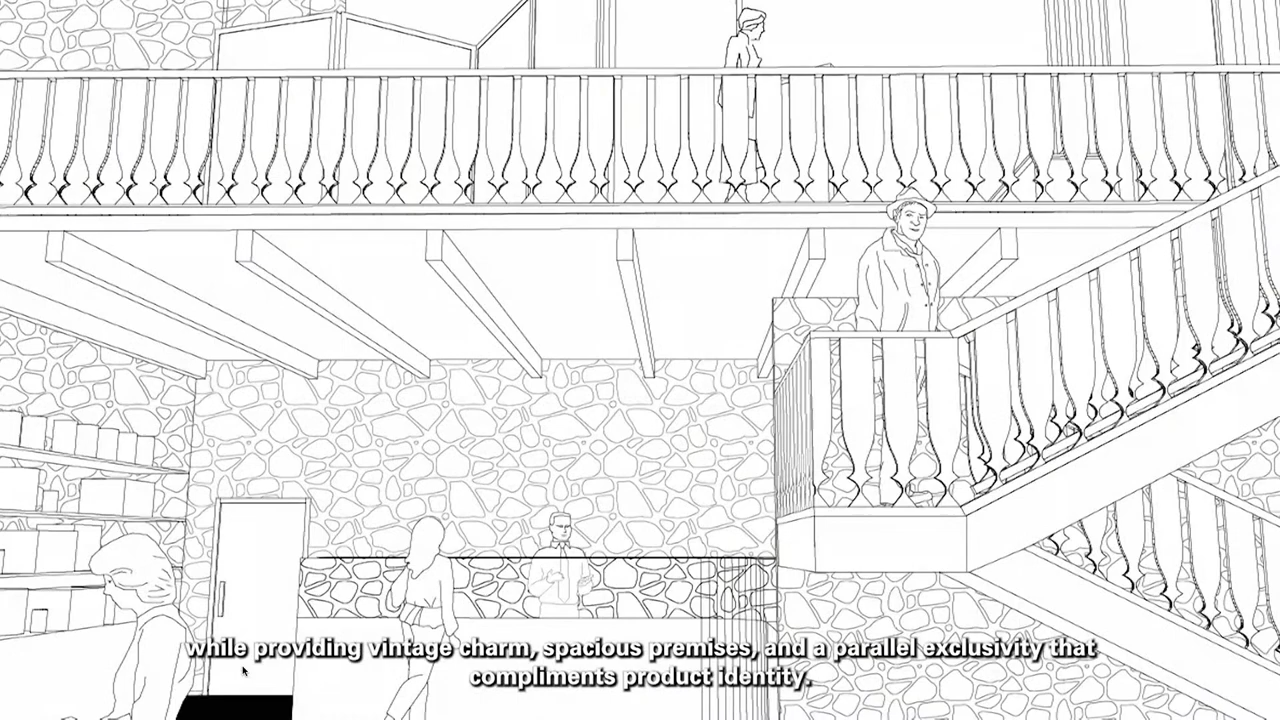 while providing vintage charm, spacious premises, and a parallel exclusivity that
compliments product identity.